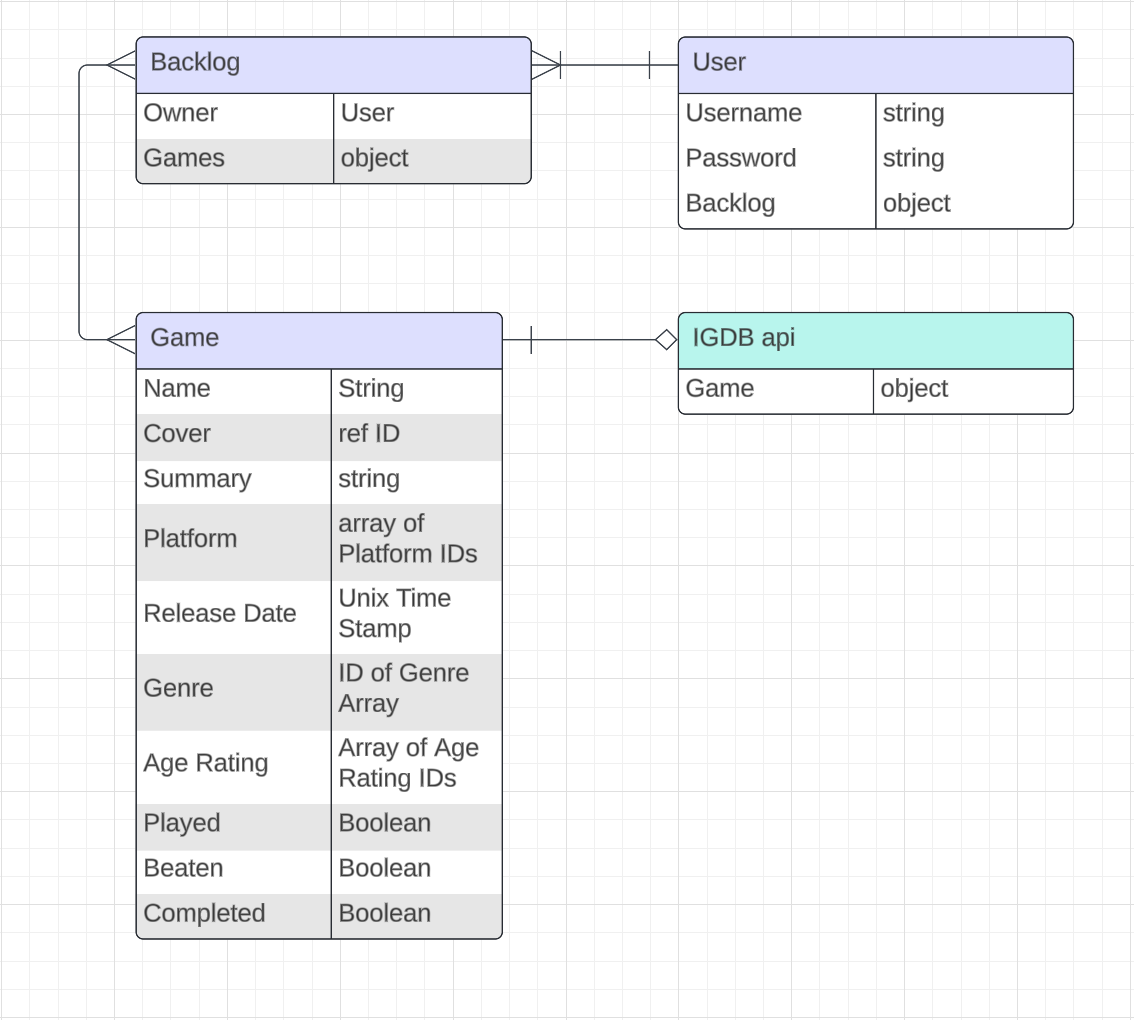 Backlog
Owner User
Games object
User
Username string
Password string
Backlog object
Game
Name String
Cover ref ID
Summary string
Platform array of
Platform IDs
Release Date Unix Time
Stamp
Genre ID of Genre
Array
Age Rating Array of Age
Rating IDs
Played Boolean
Beaten Boolean
Completed Boolean
IGDB api
Game object